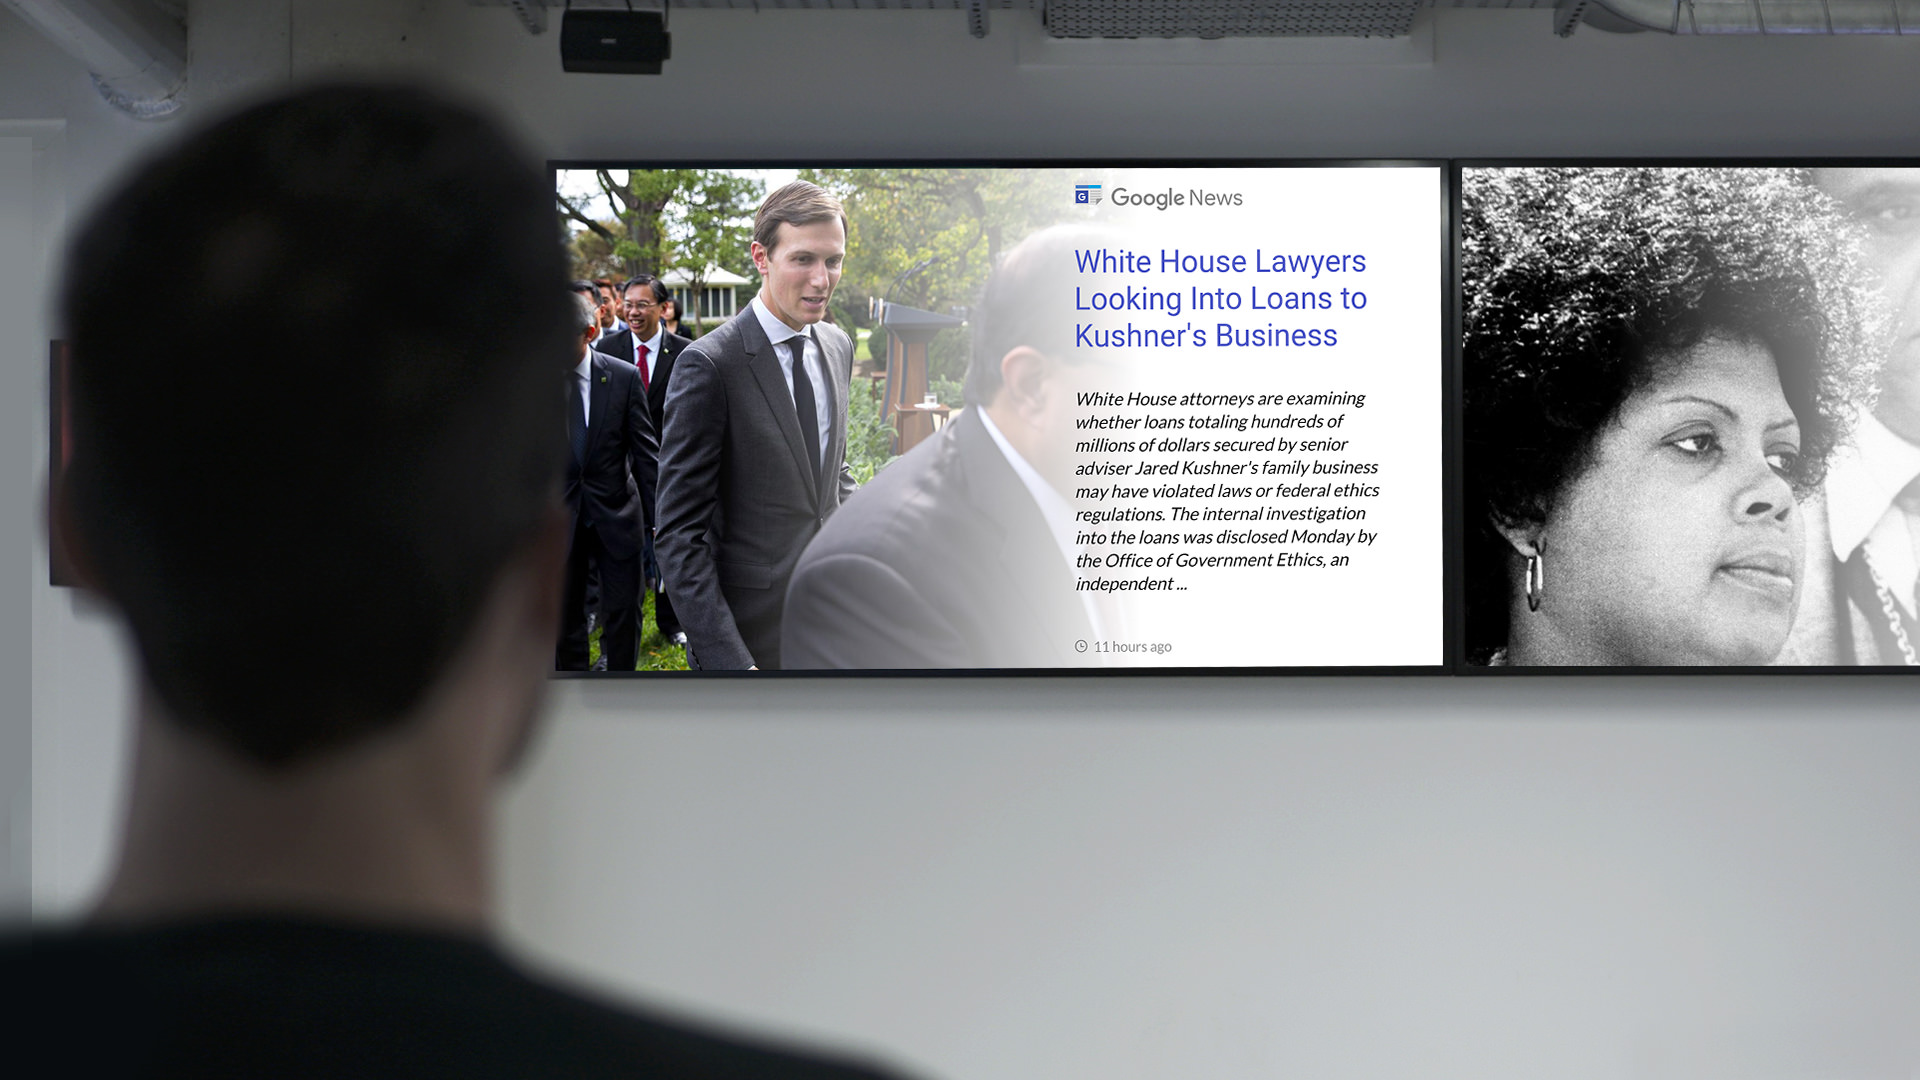 Google News
White House Lawyers
Looking Into Loans to
Kushner's Business
White House attorneys are examining
whether loans totaling hundreds of
millions of dollars secured by senior
adviser Jared Kushner's family business
may have violated laws or federal ethics
regulations. The internal investigation
into the loans was disclosed Monday by
the Office of Government Ethics, an
independent ...
11 hours ago